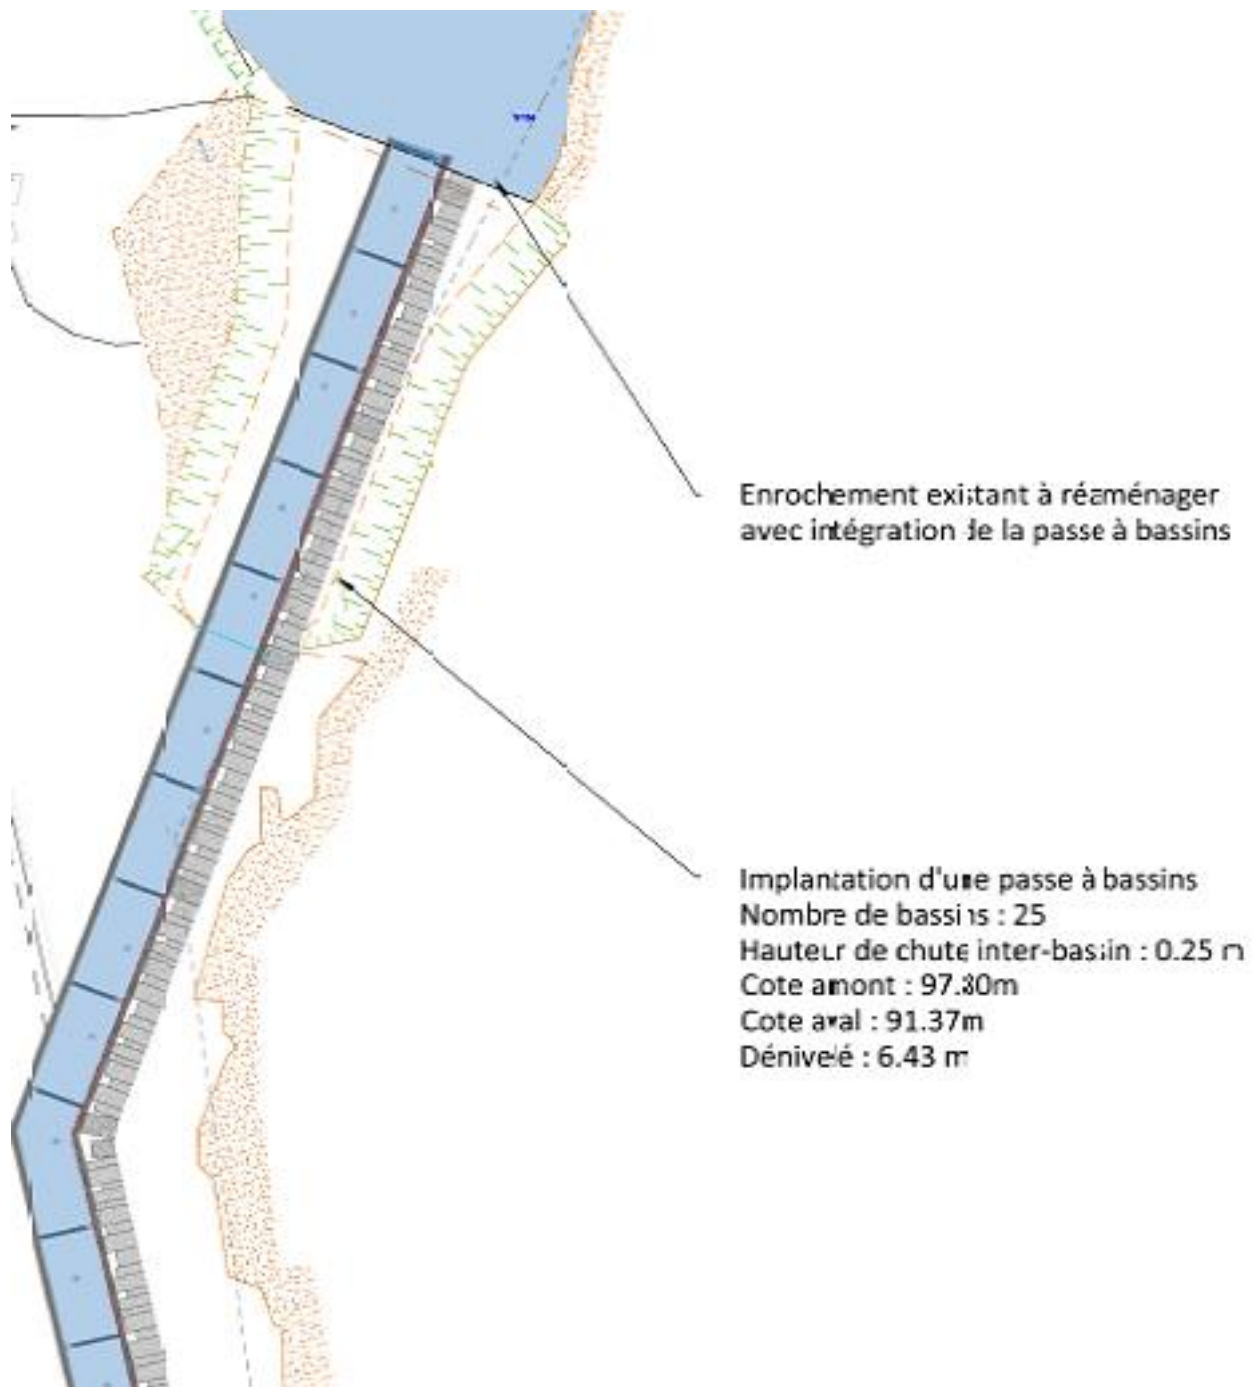 Enrochement existant à réaménager
avec intégration de la passe à bassins
Implantation d'une passe à bassins
Nombre de bassins : 25
Hauteur de chute inter-bassin : 0.25 m
Cote amont : 97.80m
Cote aval : 91.37m
Dénivelé : 6.43 m